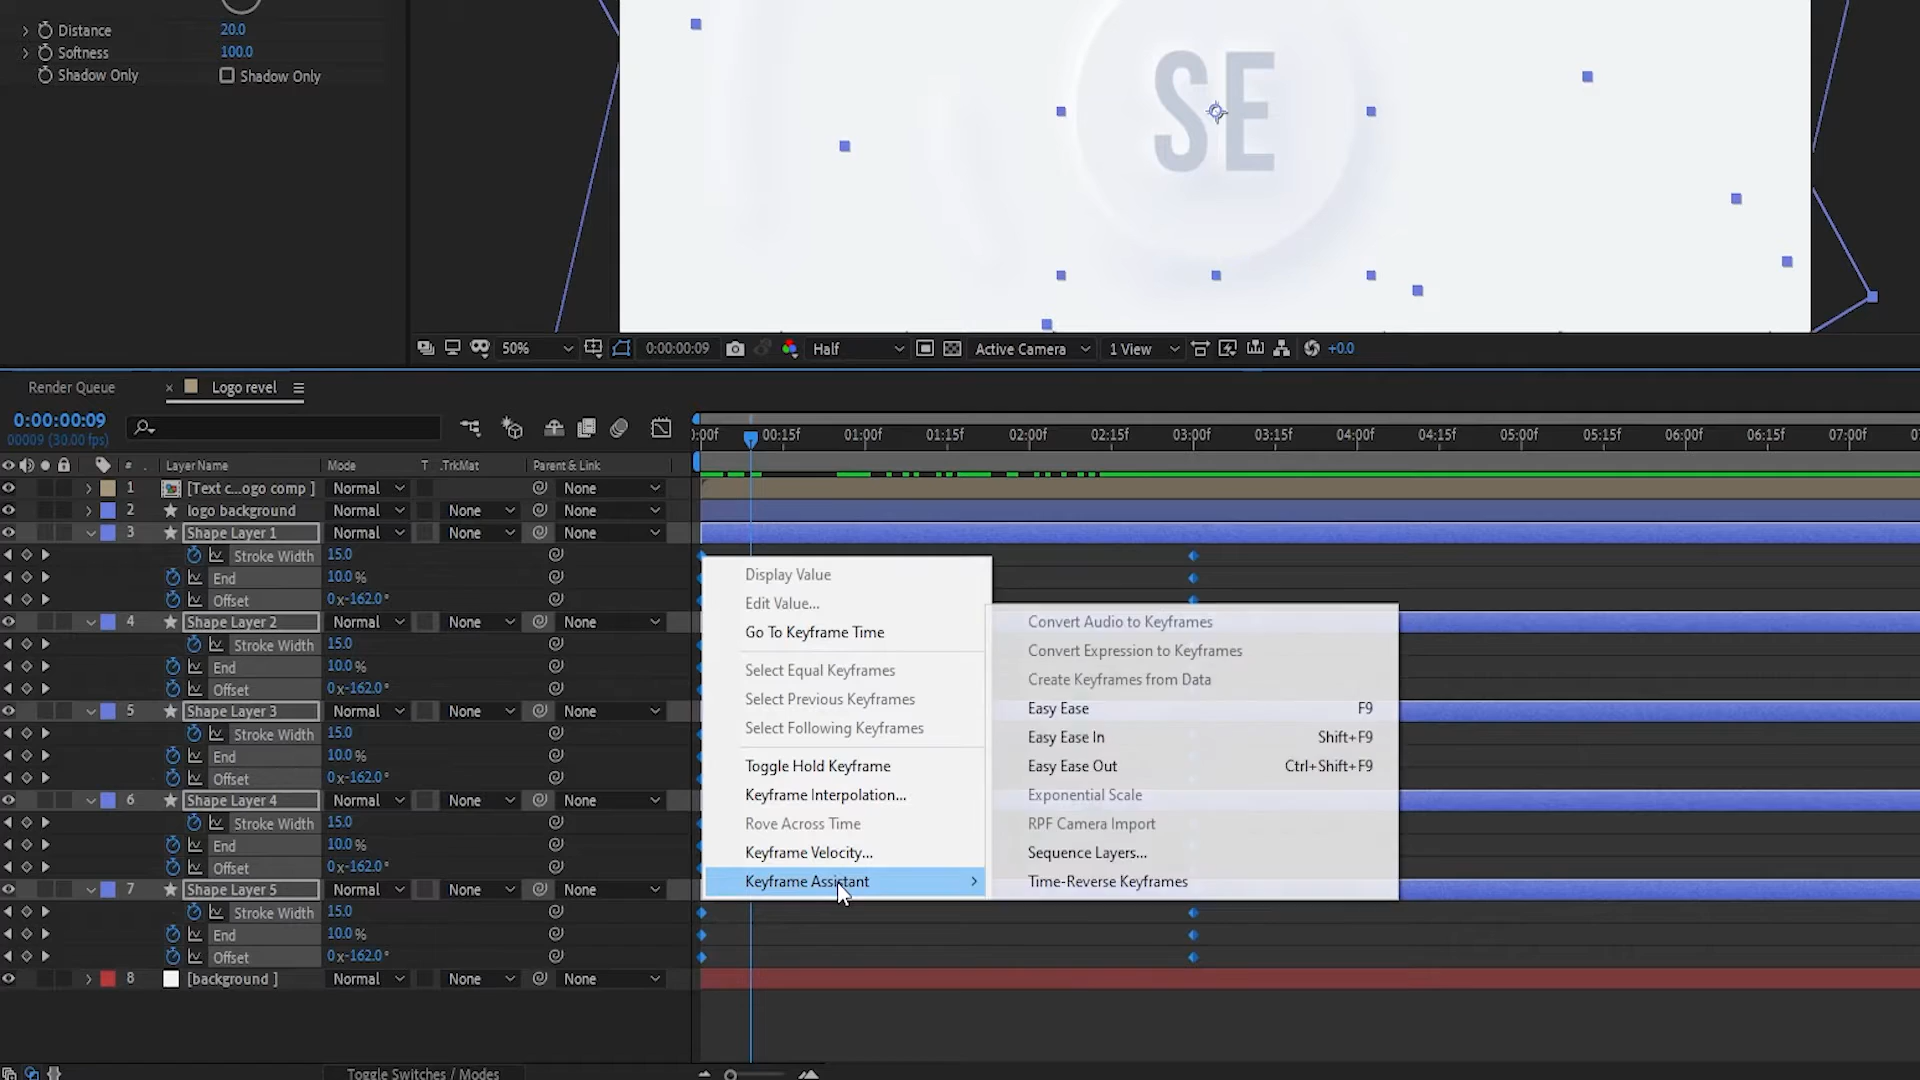 Distance 20.0
Softness 100.0
Shadow Only Shadow Only
SE
50% 0:00:00:09 Half Active Camera 1 View +0.0
Render Queue × Logo revel
0:00:00:09
00009 (30.00 fps)
00f 00:15f 01:00f 01:15f 02:00f 02:15f 03:00f 03:15f 04:00f 04:15f 05:00f 05:15f 06:00f 06:15f 07:00f
# . Layer Name Mode T .TrkMat Parent & Link
1 [Text c...ogo comp ] Normal None
2 logo background Normal None None
3 Shape Layer 1 Normal None None
Stroke Width 15.0
End 10.0 %
Offset 0x-162.0°
4 Shape Layer 2 Normal None None
Stroke Width 15.0
End 10.0 %
Offset 0x-162.0°
5 Shape Layer 3 Normal None None
Stroke Width 15.0
End 10.0 %
Offset 0x-162.0°
6 Shape Layer 4 Normal None None
Stroke Width 15.0
End 10.0 %
Offset 0x-162.0°
7 Shape Layer 5 Normal None None
Stroke Width 15.0
End 10.0 %
Offset 0x-162.0°
8 [background ] Normal None None
Display Value
Edit Value...
Go To Keyframe Time
Select Equal Keyframes
Select Previous Keyframes
Select Following Keyframes
Toggle Hold Keyframe
Keyframe Interpolation...
Rove Across Time
Keyframe Velocity...
Keyframe Assistant
Convert Audio to Keyframes
Convert Expression to Keyframes
Create Keyframes from Data
Easy Ease F9
Easy Ease In Shift+F9
Easy Ease Out Ctrl+Shift+F9
Exponential Scale
RPF Camera Import
Sequence Layers...
Time-Reverse Keyframes
Toggle Switches / Modes